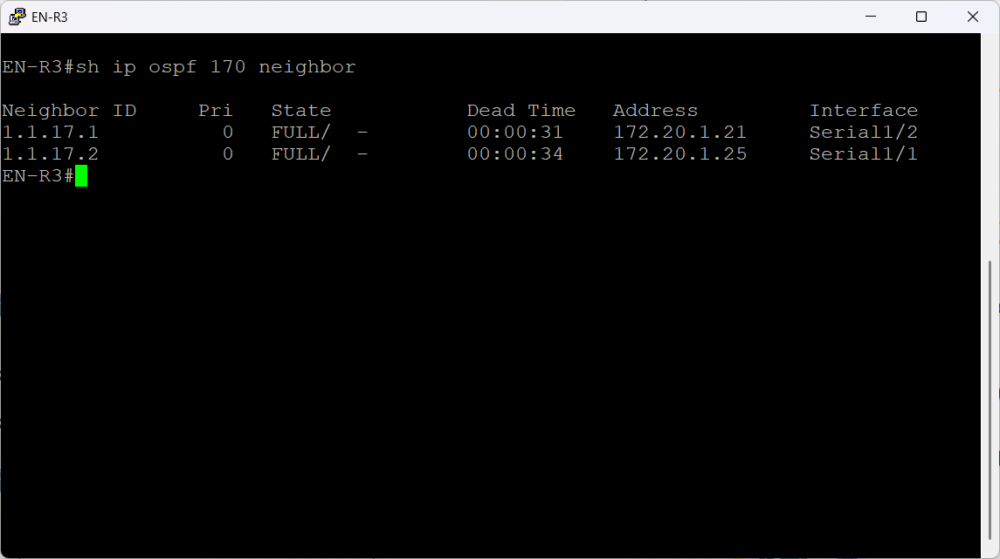 EN-R3
EN-R3#sh ip ospf 170 neighbor
Neighbor ID     Pri   State           Dead Time   Address         Interface
1.1.17.1          0   FULL/  -        00:00:31    172.20.1.21     Serial1/2
1.1.17.2          0   FULL/  -        00:00:34    172.20.1.25     Serial1/1
EN-R3#